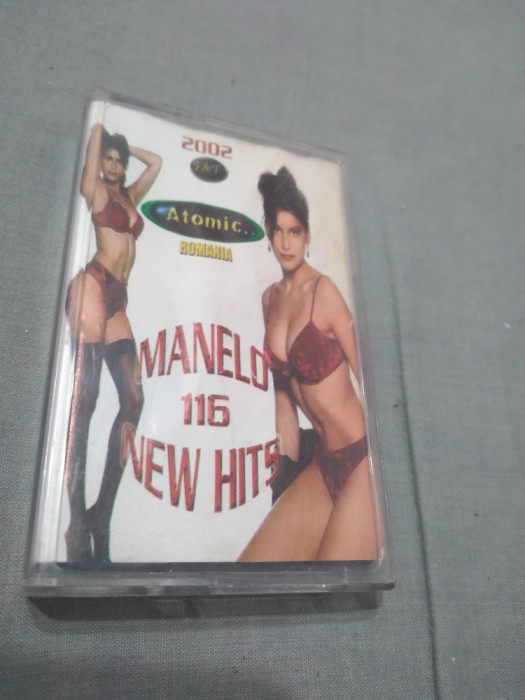 2002
T&T
Atomic..
ROMANIA
MANELO
116
NEW HITS